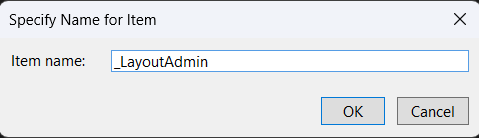 Specify Name for Item
Item name: _LayoutAdmin
OK Cancel